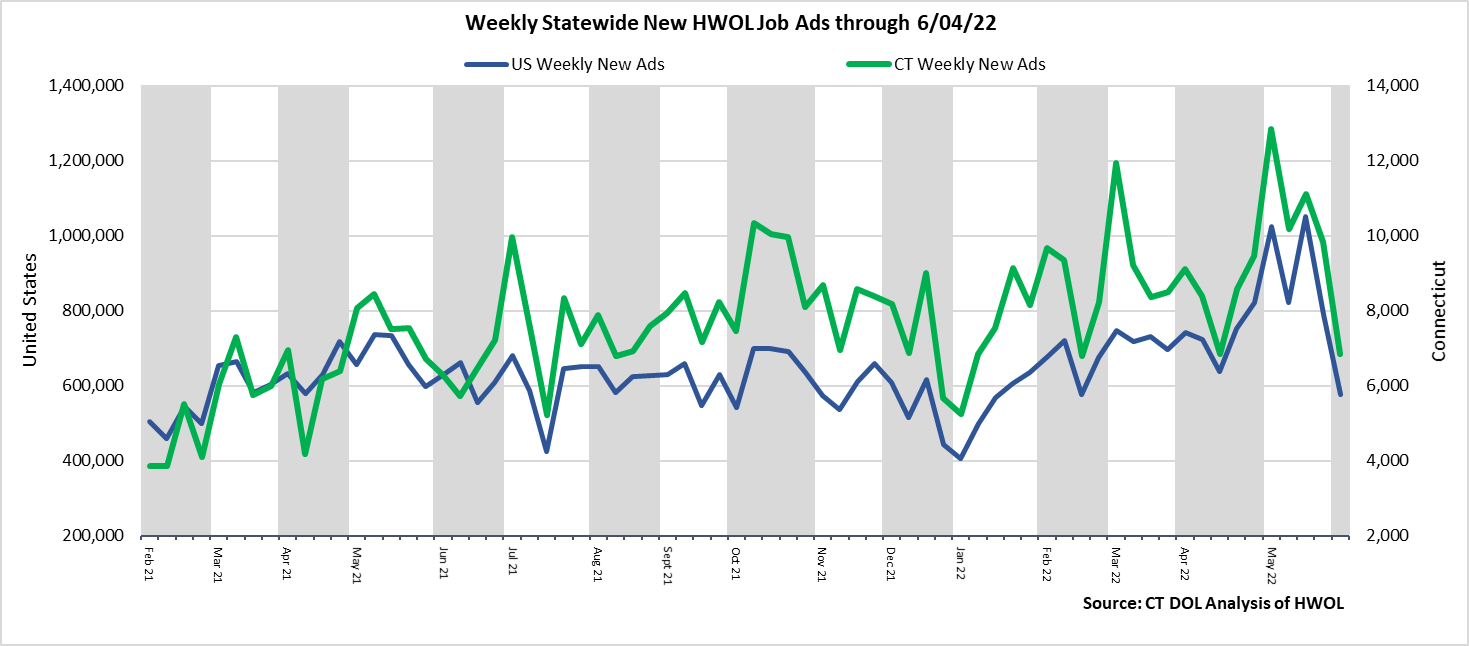 Weekly Statewide New HWOL Job Ads through 6/04/22
US Weekly New Ads
CT Weekly New Ads
1,400,000
1,200,000
1,000,000
800,000
600,000
400,000
200,000
United States
14,000
12,000
10,000
8,000
6,000
4,000
2,000
Connecticut
Feb 21
Mar 21
Apr 21
May 21
Jun 21
Jul 21
Aug 21
Sept 21
Oct 21
Nov 21
Dec 21
Jan 22
Feb 22
Mar 22
Apr 22
May 22
Source: CT DOL Analysis of HWOL